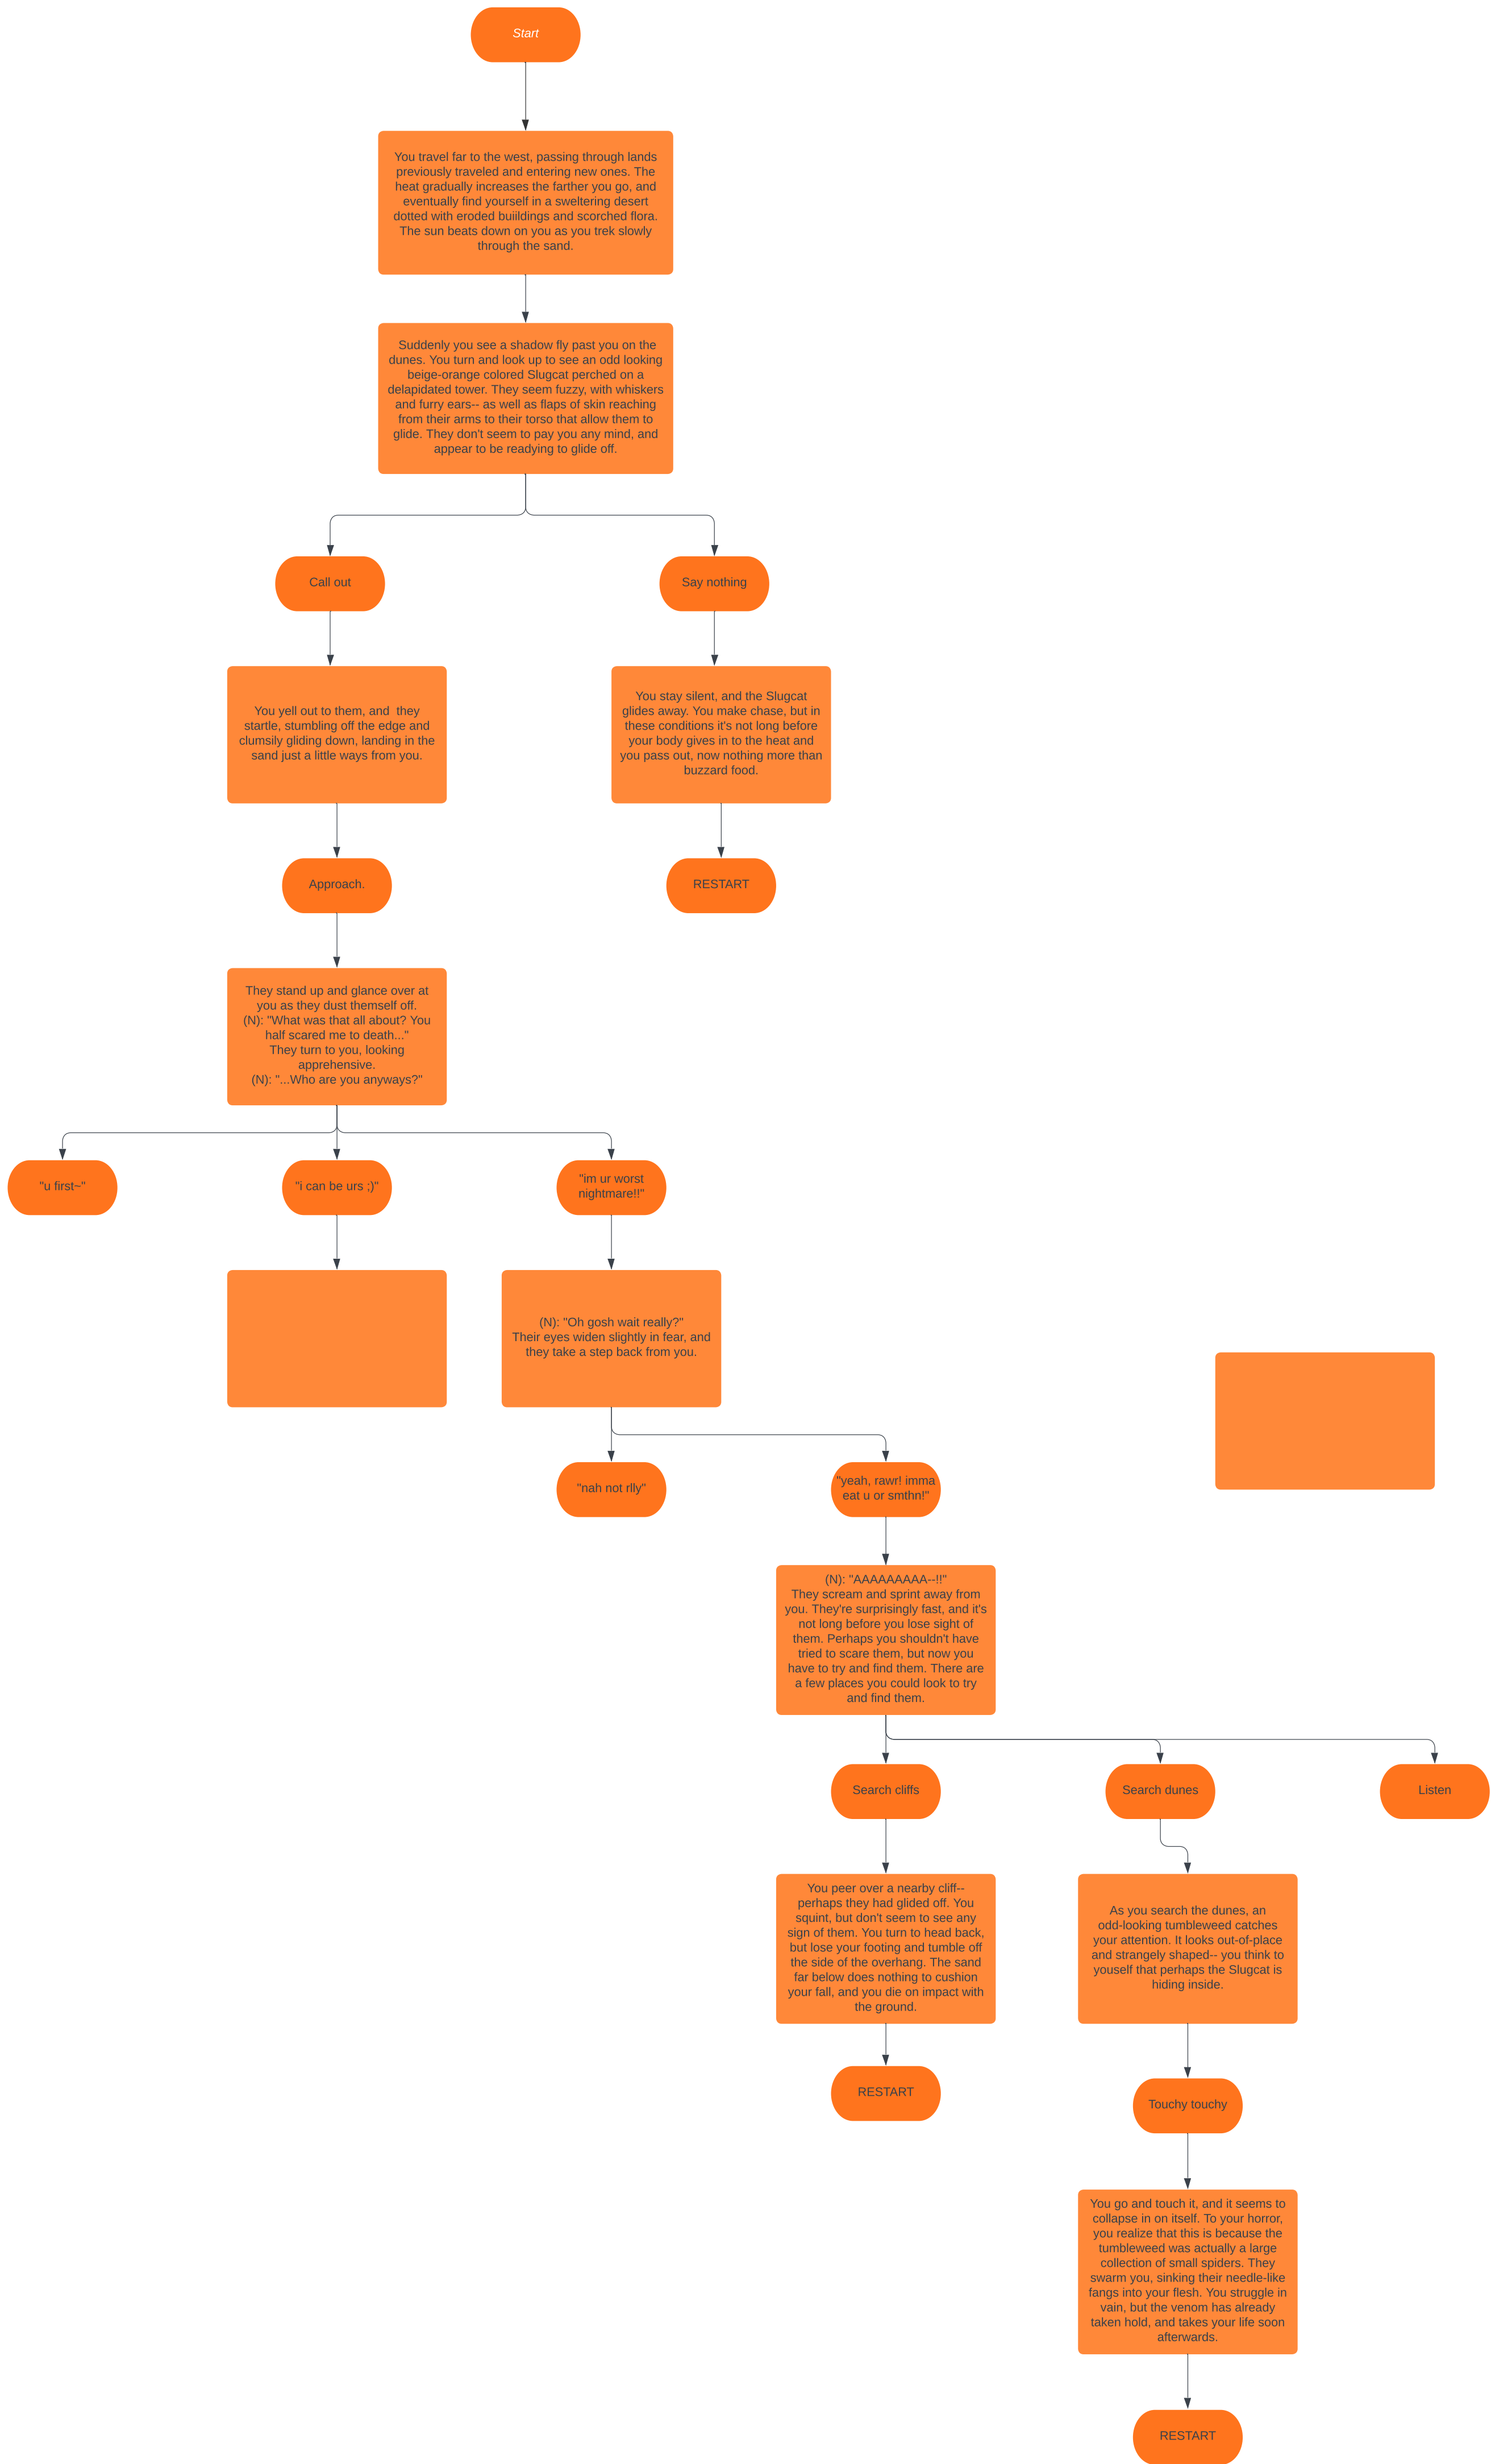 Start
You travel far to the west, passing through lands
previously traveled and entering new ones. The
heat gradually increases the farther you go, and
eventually find yourself in a sweltering desert
dotted with eroded buiildings and scorched flora.
The sun beats down on you as you trek slowly
through the sand.
Suddenly you see a shadow fly past you on the
dunes. You turn and look up to see an odd looking
beige-orange colored Slugcat perched on a
delapidated tower. They seem fuzzy, with whiskers
and furry ears-- as well as flaps of skin reaching
from their arms to their torso that allow them to
glide. They don't seem to pay you any mind, and
appear to be readying to glide off.
Call out
Say nothing
You yell out to them, and  they
startle, stumbling off the edge and
clumsily gliding down, landing in the
sand just a little ways from you.
You stay silent, and the Slugcat
glides away. You make chase, but in
these conditions it's not long before
your body gives in to the heat and
you pass out, now nothing more than
buzzard food.
Approach.
RESTART
They stand up and glance over at
you as they dust themself off.
(N): "What was that all about? You
half scared me to death..."
They turn to you, looking
apprehensive.
(N): "...Who are you anyways?"
"u first~"
"i can be urs ;)"
"im ur worst
nightmare!!"
(N): "Oh gosh wait really?"
Their eyes widen slightly in fear, and
they take a step back from you.
"nah not rlly"
"yeah, rawr! imma
eat u or smthn!"
(N): "AAAAAAAAA--!!"
They scream and sprint away from
you. They're surprisingly fast, and it's
not long before you lose sight of
them. Perhaps you shouldn't have
tried to scare them, but now you
have to try and find them. There are
a few places you could look to try
and find them.
Search cliffs
Search dunes
Listen
You peer over a nearby cliff--
perhaps they had glided off. You
squint, but don't seem to see any
sign of them. You turn to head back,
but lose your footing and tumble off
the side of the overhang. The sand
far below does nothing to cushion
your fall, and you die on impact with
the ground.
As you search the dunes, an
odd-looking tumbleweed catches
your attention. It looks out-of-place
and strangely shaped-- you think to
youself that perhaps the Slugcat is
hiding inside.
RESTART
Touchy touchy
You go and touch it, and it seems to
collapse in on itself. To your horror,
you realize that this is because the
tumbleweed was actually a large
collection of small spiders. They
swarm you, sinking their needle-like
fangs into your flesh. You struggle in
vain, but the venom has already
taken hold, and takes your life soon
afterwards.
RESTART